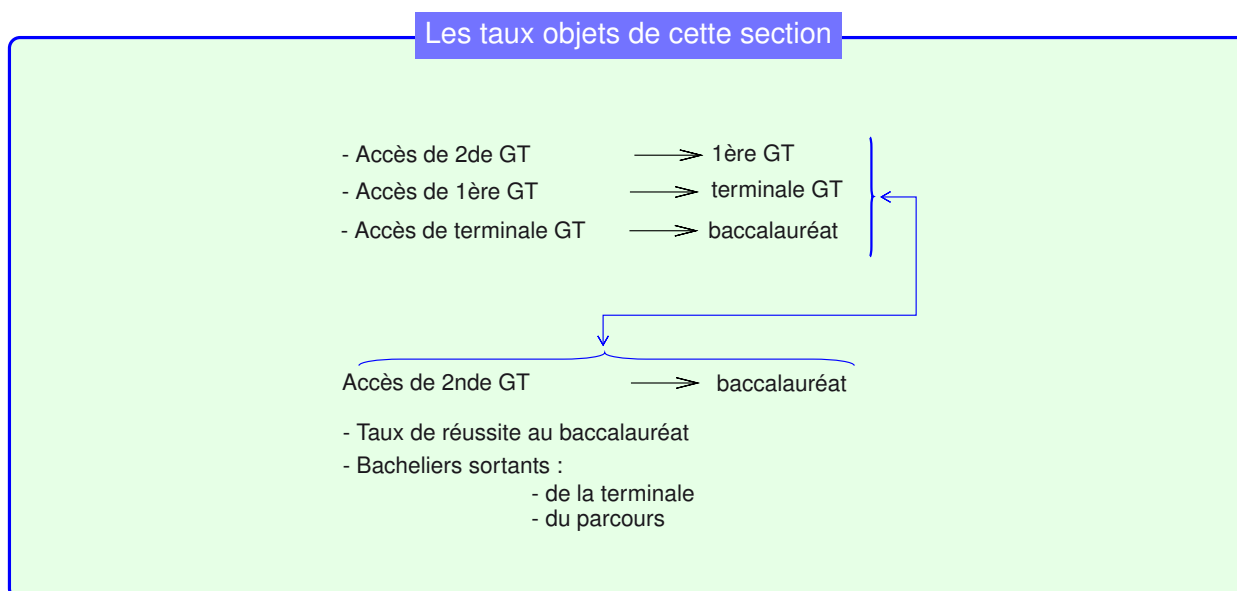 Les taux objets de cette section
- Accès de 2de GT 1ère GT
- Accès de 1ère GT terminale GT
- Accès de terminale GT baccalauréat
Accès de 2nde GT baccalauréat
- Taux de réussite au baccalauréat
- Bacheliers sortants :
- de la terminale
- du parcours